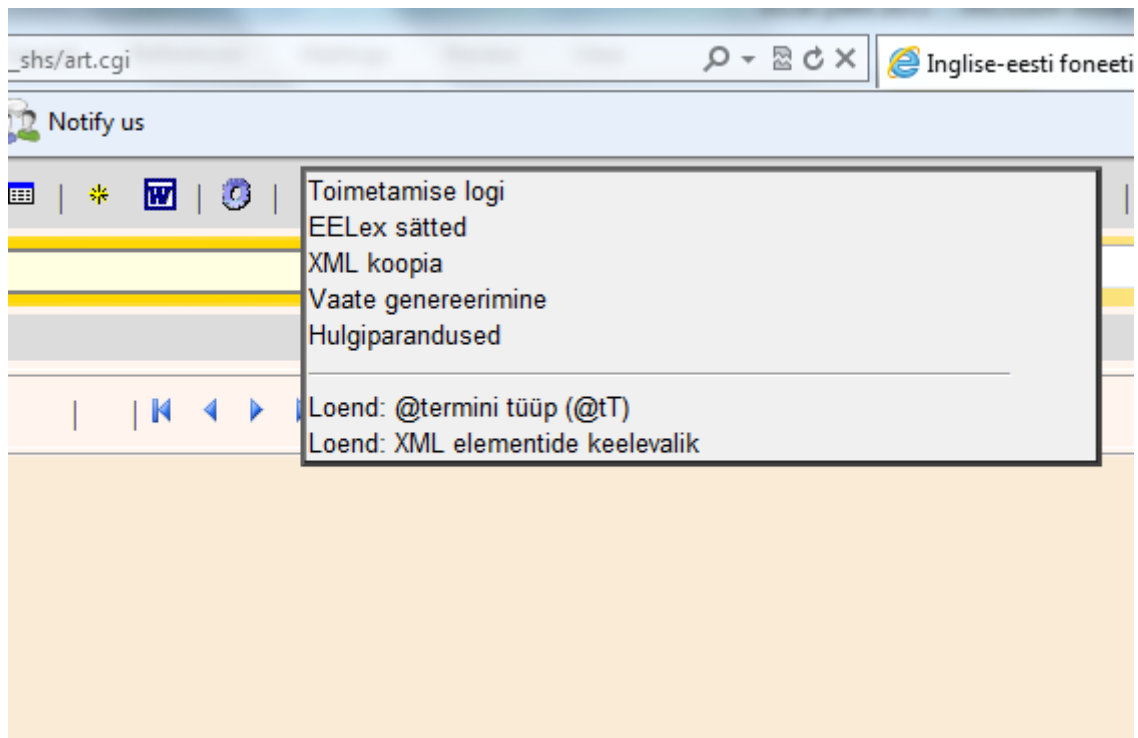 _shs/art.cgi
Inglise-eesti foneeti
Notify us
W
Toimetamise logi
EELex sätted
XML koopia
Vaate genereerimine
Hulgiparandused
Loend: @termini tüüp (@tT)
Loend: XML elementide keelevalik